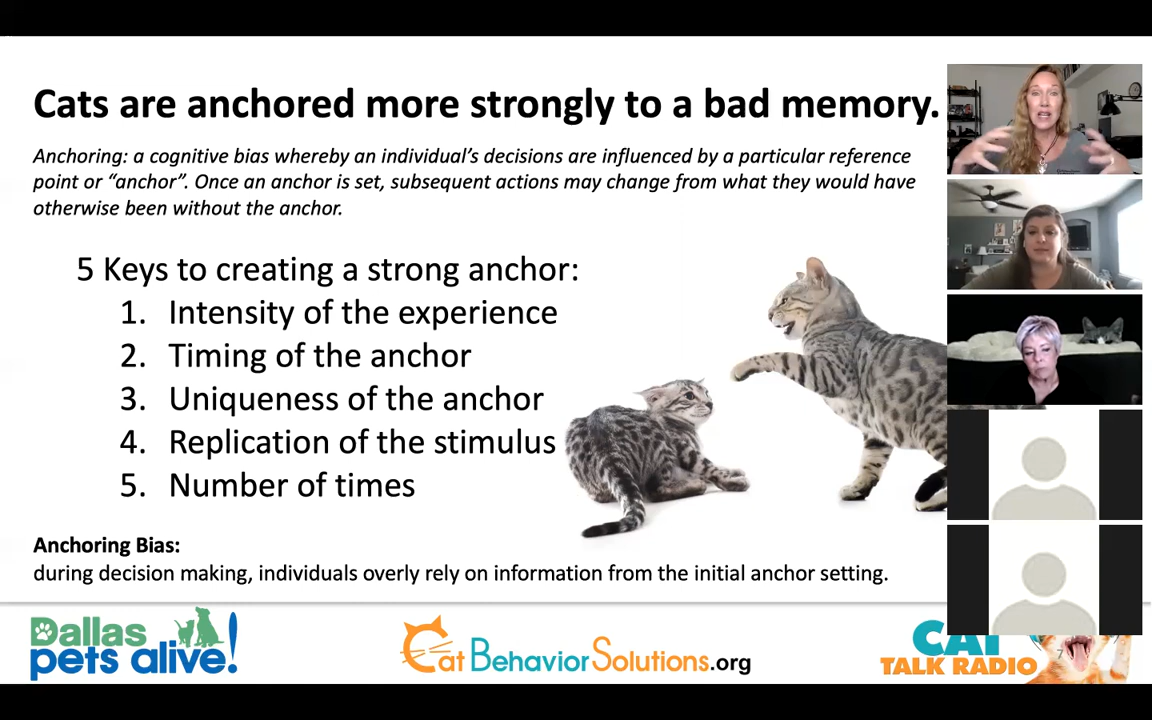 Cats are anchored more strongly to a bad memory.
Anchoring: a cognitive bias whereby an individual's decisions are influenced by a particular reference
point or “anchor”. Once an anchor is set, subsequent actions may change from what they would have
otherwise been without the anchor.
5 Keys to creating a strong anchor:
1. Intensity of the experience
2. Timing of the anchor
3. Uniqueness of the anchor
4. Replication of the stimulus
5. Number of times
Anchoring Bias:
during decision making, individuals overly rely on information from the initial anchor setting.
Dallas
pets alive!
CatBehaviorSolutions.org
CAT
TALK RADIO
7